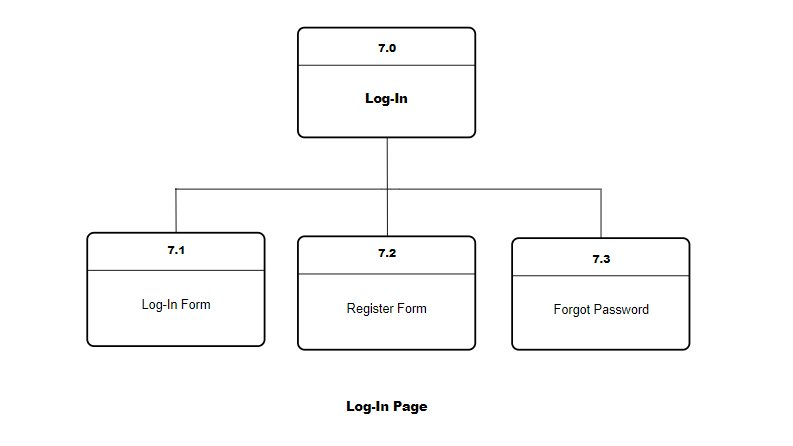 7.0
Log-In
7.1
Log-In Form
7.2
Register Form
7.3
Forgot Password
Log-In Page